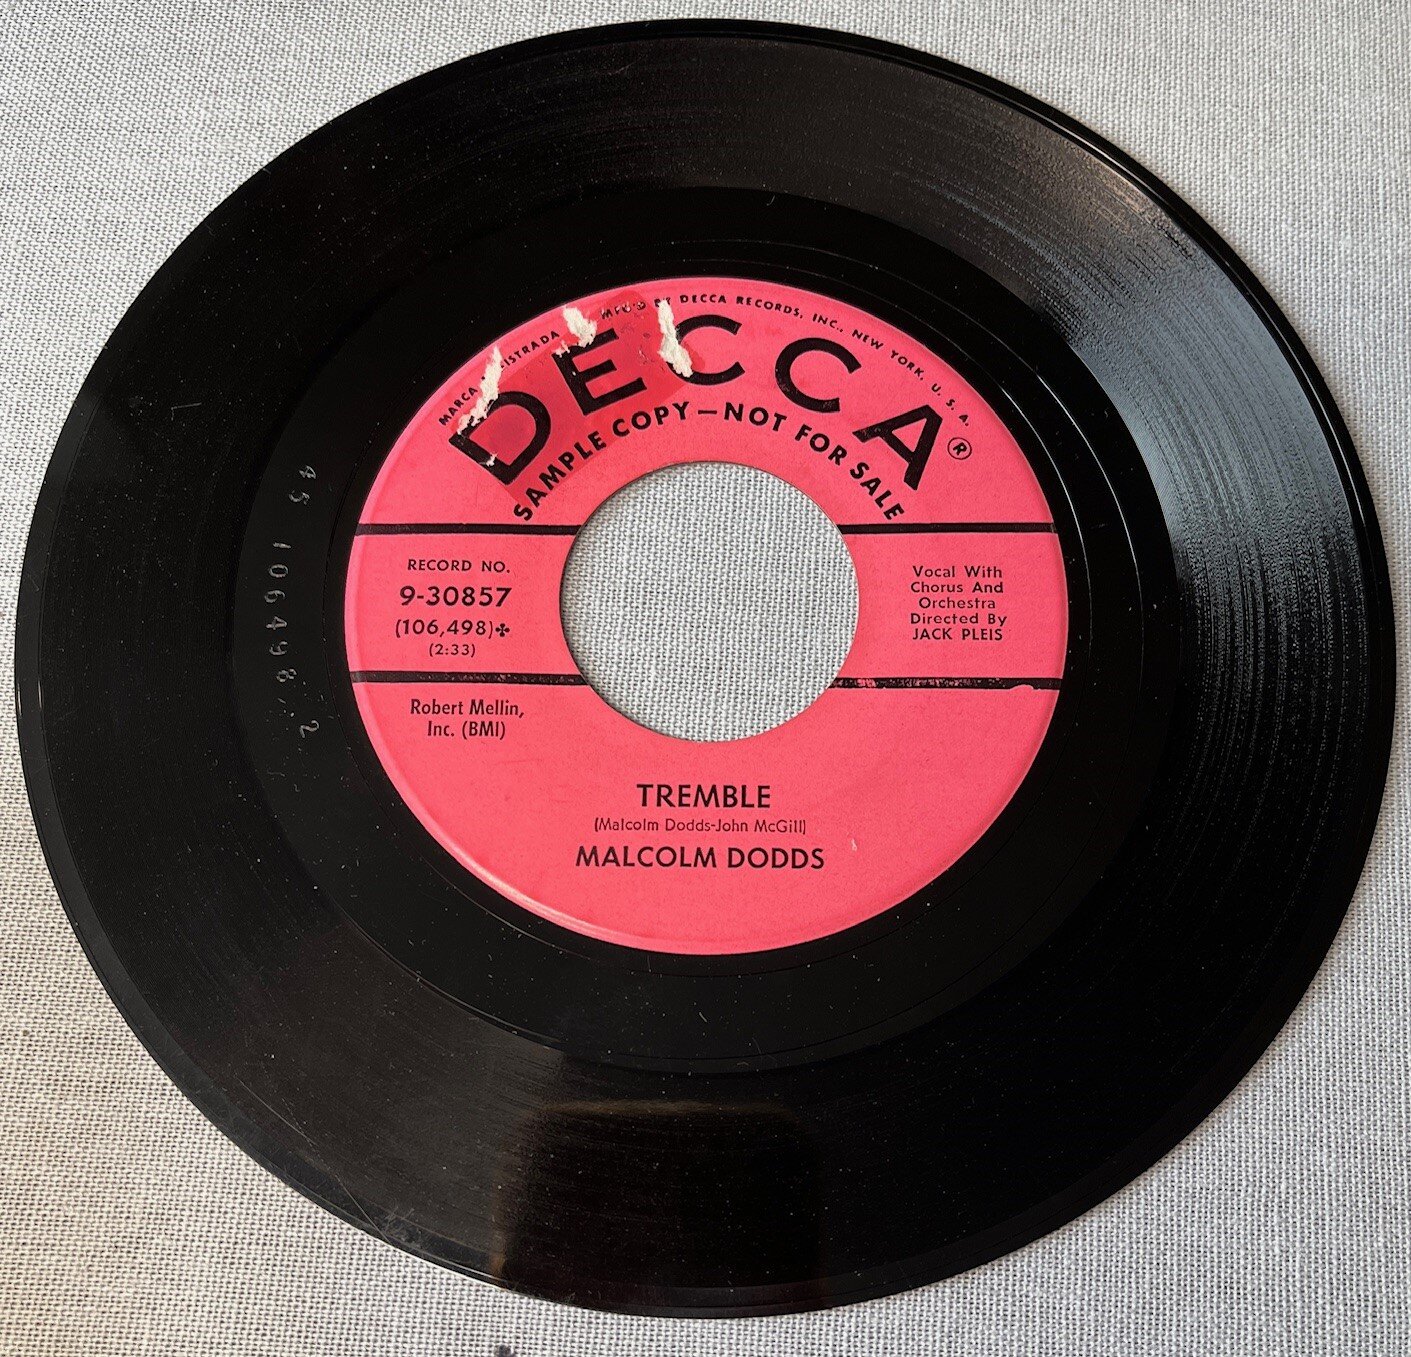 MARCA MFG'D BY DECCA RECORDS, INC., NEW YORK, U. S. A.
DECCA®
SAMPLE COPY—NOT FOR SALE
RECORD NO.
9-30857
(106,498)✤
(2:33)
Vocal With
Chorus And
Orchestra
Directed By
JACK PLEIS
Robert Mellin,
Inc. (BMI)
TREMBLE
(Malcolm Dodds-John McGill)
MALCOLM DODDS
45 106498 2